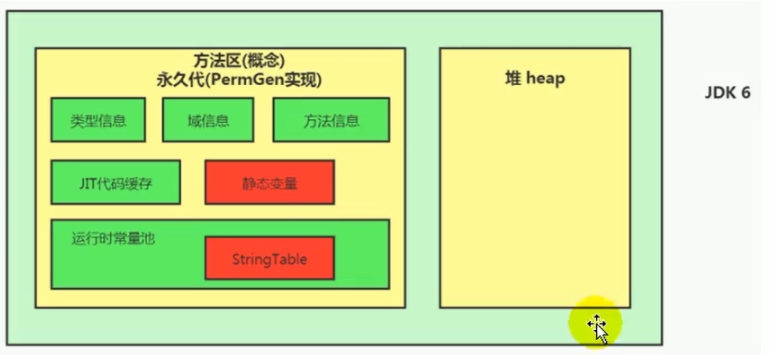 方法区(概念)
永久代(PermGen实现)
堆 heap
JDK 6
类型信息
域信息
方法信息
JIT代码缓存
静态变量
运行时常量池
StringTable